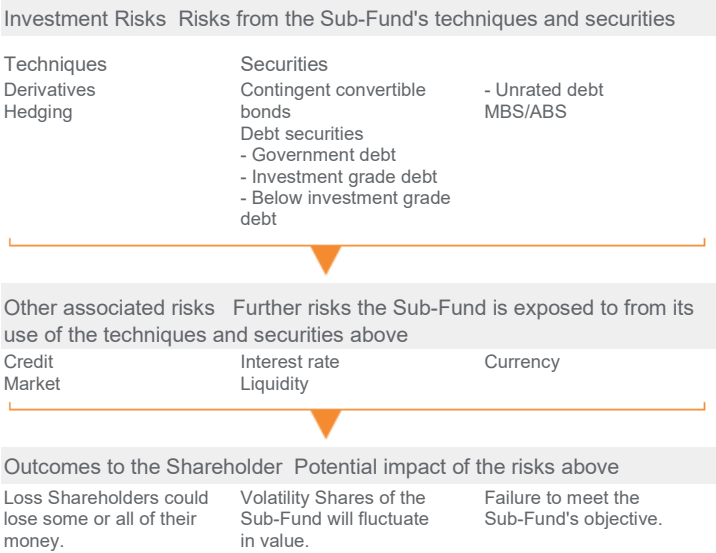 Investment Risks Risks from the Sub-Fund's techniques and securities
Techniques
Derivatives
Hedging
Securities
Contingent convertible
bonds
Debt securities
- Government debt
- Investment grade debt
- Below investment grade
debt
- Unrated debt
MBS/ABS
Other associated risks Further risks the Sub-Fund is exposed to from its
use of the techniques and securities above
Credit
Market
Interest rate
Liquidity
Currency
Outcomes to the Shareholder Potential impact of the risks above
Loss Shareholders could
lose some or all of their
money.
Volatility Shares of the
Sub-Fund will fluctuate
in value.
Failure to meet the
Sub-Fund's objective.